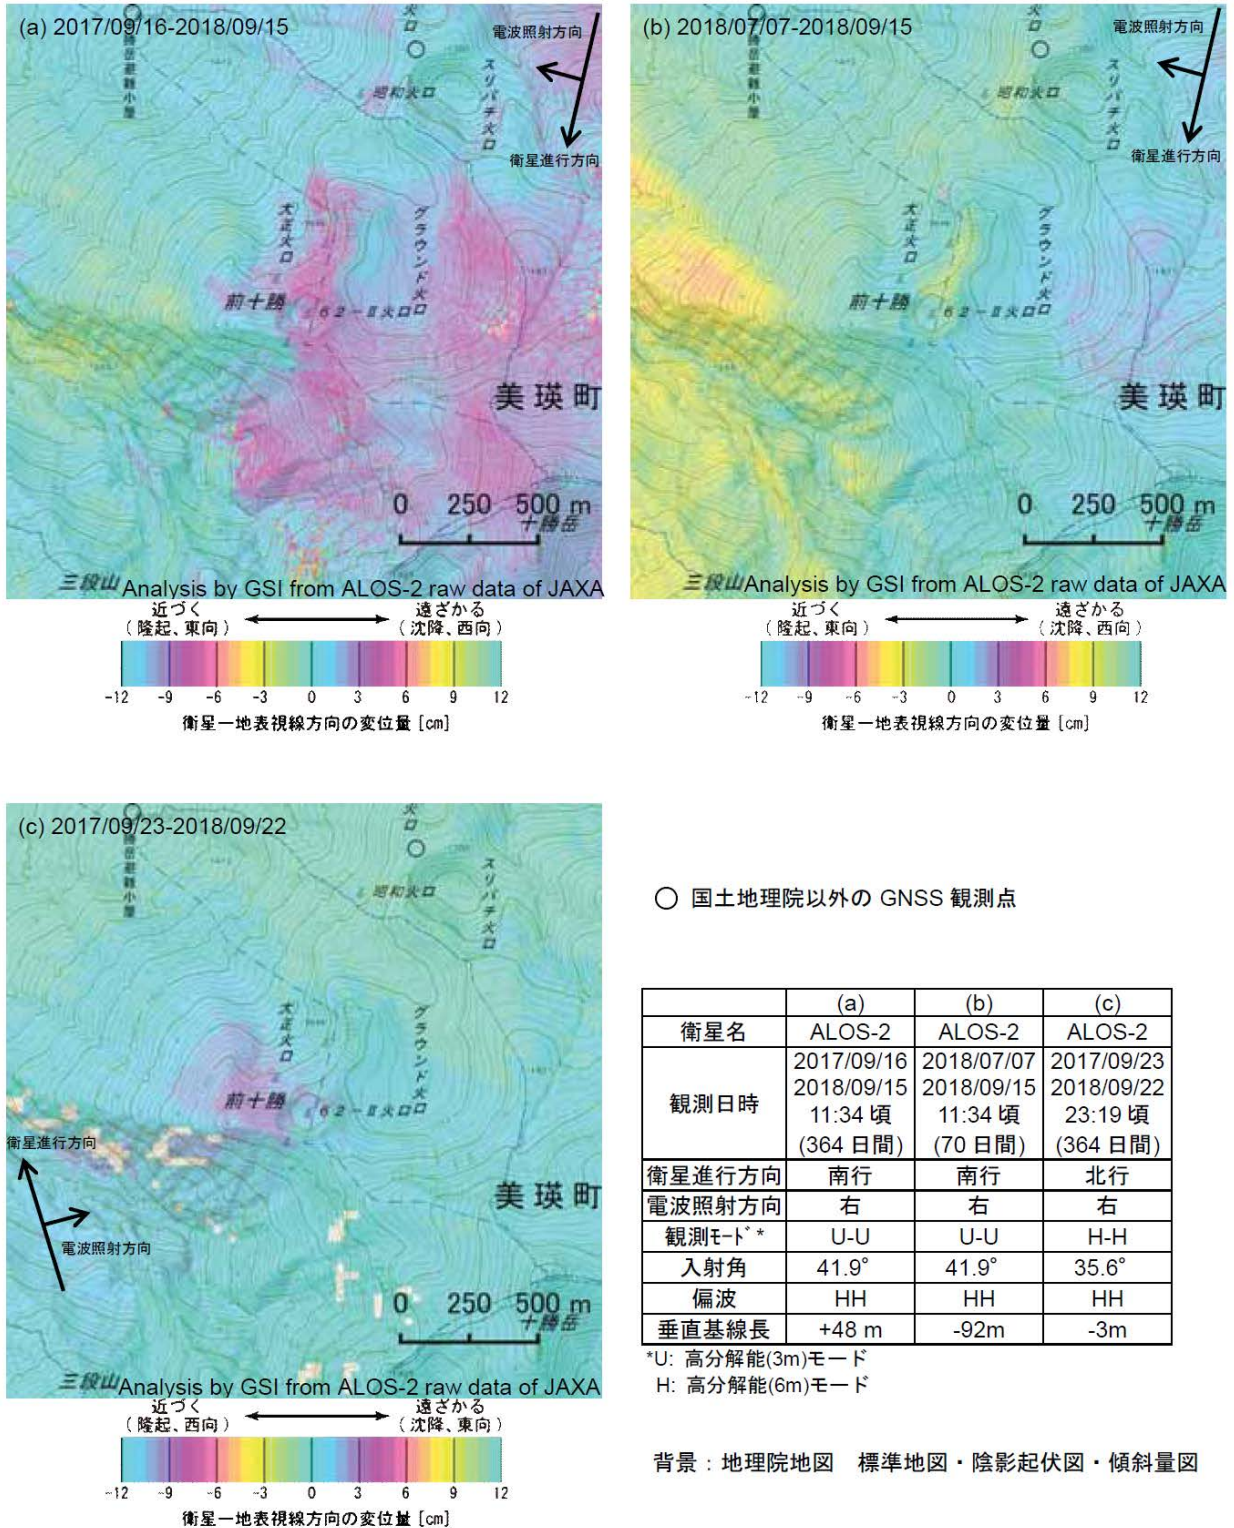 (a) 2017/09/16-2018/09/15
電波照射方向
衛星進行方向
勝岳避難小屋
火口
昭和火口
スリバチ火口
大正火口
グラウンド火口
前十勝
62-Ⅱ火口
美瑛町
0 250 500 m
十勝岳
三段山
Analysis by GSI from ALOS-2 raw data of JAXA
近づく
(隆起、東向)
遠ざかる
(沈降、西向)
-12 -9 -6 -3 0 3 6 9 12
衛星―地表視線方向の変位量 [cm]
(b) 2018/07/07-2018/09/15
電波照射方向
衛星進行方向
勝岳避難小屋
火口
昭和火口
スリバチ火口
大正火口
グラウンド火口
前十勝
62-Ⅱ火口
美瑛町
0 250 500 m
十勝岳
三段山
Analysis by GSI from ALOS-2 raw data of JAXA
近づく
(隆起、東向)
遠ざかる
(沈降、西向)
-12 -9 -6 -3 0 3 6 9 12
衛星―地表視線方向の変位量 [cm]
(c) 2017/09/23-2018/09/22
勝岳避難小屋
火口
昭和火口
スリバチ火口
大正火口
グラウンド火口
前十勝
62-Ⅱ火口
衛星進行方向
電波照射方向
美瑛町
0 250 500 m
十勝岳
三段山
Analysis by GSI from ALOS-2 raw data of JAXA
近づく
(隆起、西向)
遠ざかる
(沈降、東向)
-12 -9 -6 -3 0 3 6 9 12
衛星―地表視線方向の変位量 [cm]
○ 国土地理院以外の GNSS 観測点
(a) (b) (c)
衛星名 ALOS-2 ALOS-2 ALOS-2
観測日時
2017/09/16 2018/07/07 2017/09/23
2018/09/15 2018/09/15 2018/09/22
11:34 頃 11:34 頃 23:19 頃
(364 日間) (70 日間) (364 日間)
衛星進行方向 南行 南行 北行
電波照射方向 右 右 右
観測ﾓｰﾄﾞ* U-U U-U H-H
入射角 41.9° 41.9° 35.6°
偏波 HH HH HH
垂直基線長 +48 m -92m -3m
*U: 高分解能(3m)モード
H: 高分解能(6m)モード
背景：地理院地図 標準地図・陰影起伏図・傾斜量図